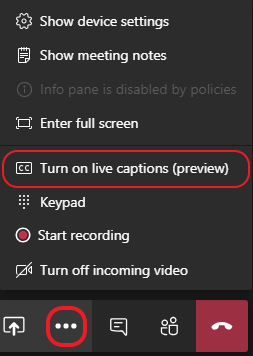 Show device settings
Show meeting notes
Info pane is disabled by policies
Enter full screen
CC Turn on live captions (preview)
Keypad
Start recording
Turn off incoming video